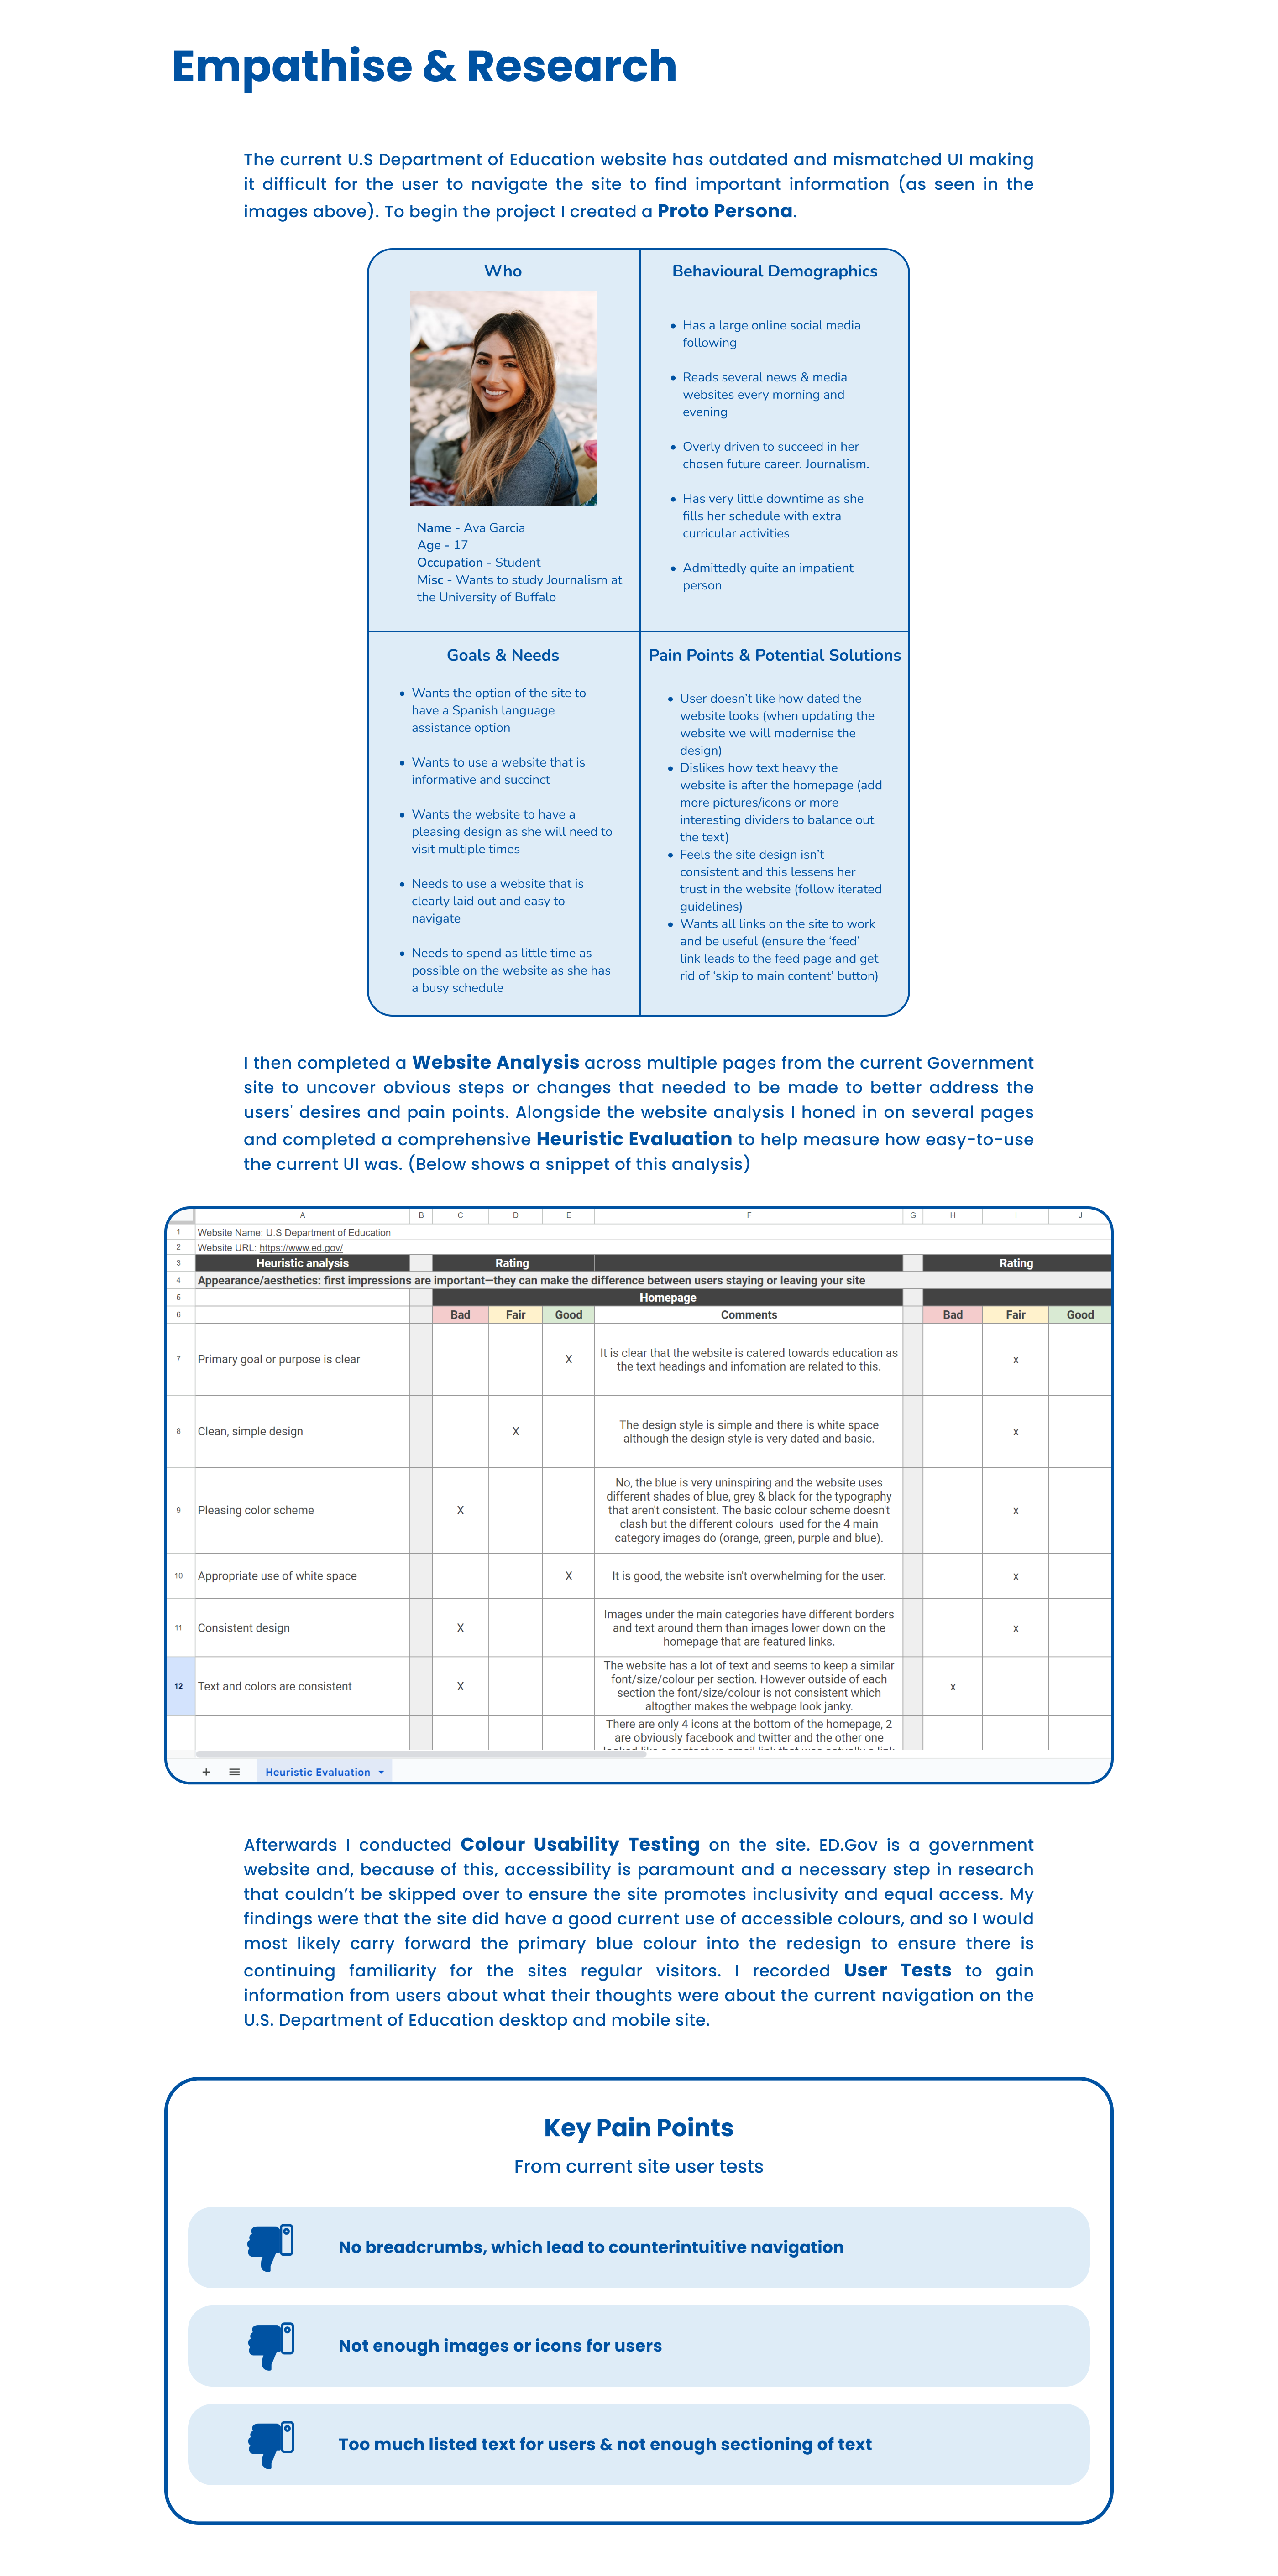 Empathise & Research
The current U.S Department of Education website has outdated and mismatched UI making
it difficult for the user to navigate the site to find important information (as seen in the
images above). To begin the project I created a Proto Persona.
Who
Name - Ava Garcia
Age - 17
Occupation - Student
Misc - Wants to study Journalism at
the University of Buffalo
Behavioural Demographics
• Has a large online social media
following
• Reads several news & media
websites every morning and
evening
• Overly driven to succeed in her
chosen future career, Journalism.
• Has very little downtime as she
fills her schedule with extra
curricular activities
• Admittedly quite an impatient
person
Goals & Needs
• Wants the option of the site to
have a Spanish language
assistance option
• Wants to use a website that is
informative and succinct
• Wants the website to have a
pleasing design as she will need to
visit multiple times
• Needs to use a website that is
clearly laid out and easy to
navigate
• Needs to spend as little time as
possible on the website as she has
a busy schedule
Pain Points & Potential Solutions
• User doesn’t like how dated the
website looks (when updating the
website we will modernise the
design)
• Dislikes how text heavy the
website is after the homepage (add
more pictures/icons or more
interesting dividers to balance out
the text)
• Feels the site design isn’t
consistent and this lessens her
trust in the website (follow iterated
guidelines)
• Wants all links on the site to work
and be useful (ensure the ‘feed’
link leads to the feed page and get
rid of ‘skip to main content’ button)
I then completed a Website Analysis across multiple pages from the current Government
site to uncover obvious steps or changes that needed to be made to better address the
users' desires and pain points. Alongside the website analysis I honed in on several pages
and completed a comprehensive Heuristic Evaluation to help measure how easy-to-use
the current UI was. (Below shows a snippet of this analysis)
A B C D E F G H I J
1 Website Name: U.S Department of Education
2 Website URL: https://www.ed.gov/
3 Heuristic analysis Rating Rating
4 Appearance/aesthetics: first impressions are important—they can make the difference between users staying or leaving your site
5 Homepage
6 Bad Fair Good Comments Bad Fair Good
7 Primary goal or purpose is clear X It is clear that the website is catered towards education as x
the text headings and infomation are related to this.
8 Clean, simple design X The design style is simple and there is white space x
although the design style is very dated and basic.
9 Pleasing color scheme X No, the blue is very uninspiring and the website uses x
different shades of blue, grey & black for the typography
that aren't consistent. The basic colour scheme doesn't
clash but the different colours used for the 4 main
category images do (orange, green, purple and blue).
10 Appropriate use of white space X It is good, the website isn't overwhelming for the user. x
11 Consistent design X Images under the main categories have different borders x
and text around them than images lower down on the
homepage that are featured links.
12 Text and colors are consistent X The website has a lot of text and seems to keep a similar x
font/size/colour per section. However outside of each
section the font/size/colour is not consistent which
altogther makes the webpage look janky.
There are only 4 icons at the bottom of the homepage, 2
are obviously facebook and twitter and the other one
Heuristic Evaluation
Afterwards I conducted Colour Usability Testing on the site. ED.Gov is a government
website and, because of this, accessibility is paramount and a necessary step in research
that couldn’t be skipped over to ensure the site promotes inclusivity and equal access. My
findings were that the site did have a good current use of accessible colours, and so I would
most likely carry forward the primary blue colour into the redesign to ensure there is
continuing familiarity for the sites regular visitors. I recorded User Tests to gain
information from users about what their thoughts were about the current navigation on the
U.S. Department of Education desktop and mobile site.
Key Pain Points
From current site user tests
No breadcrumbs, which lead to counterintuitive navigation
Not enough images or icons for users
Too much listed text for users & not enough sectioning of text